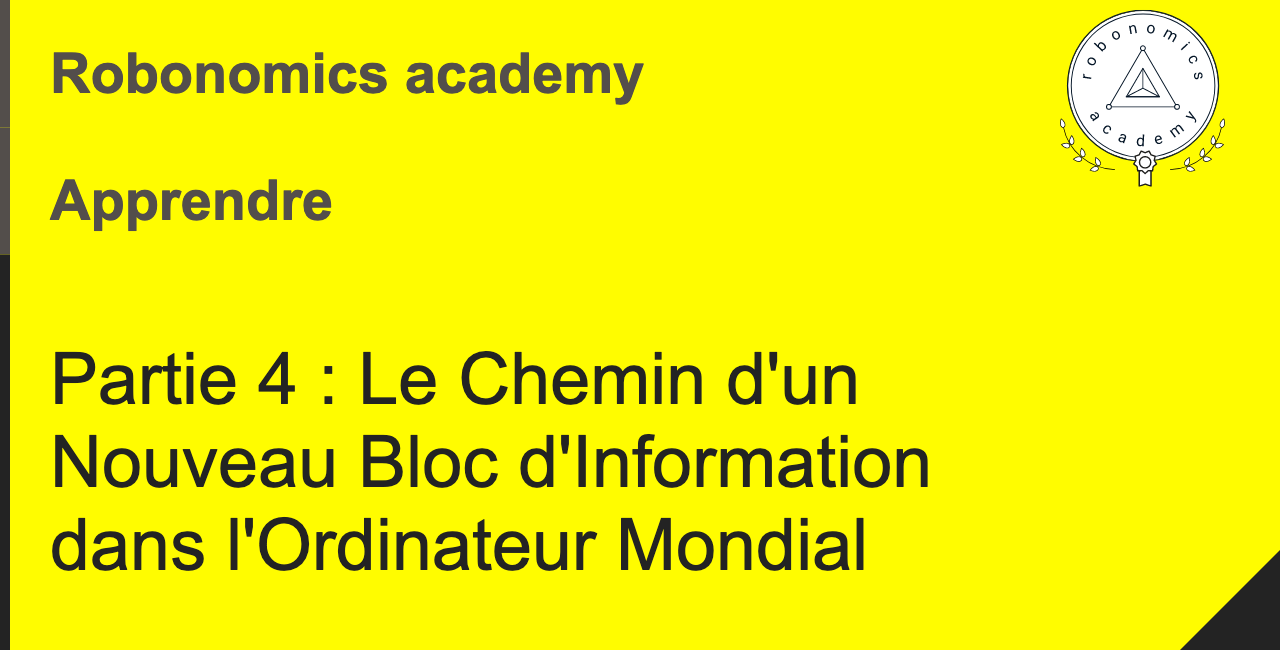 Robonomics academy
robonomics
academy
Apprendre
Partie 4 : Le Chemin d'un
Nouveau Bloc d'Information
dans l'Ordinateur Mondial